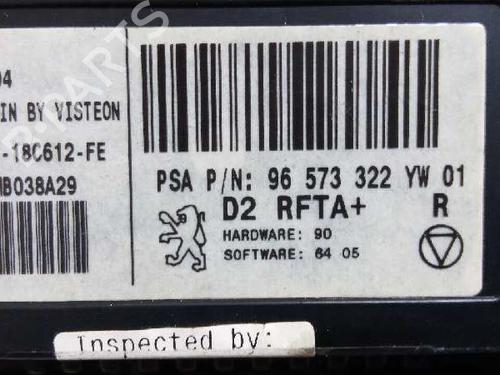 04
IN BY VISTEON
-18C612-FE
MB038A29
PSA P/N: 96 573 322 YW 01
D2 RFTA+ R
HARDWARE: 90
SOFTWARE: 64 05
Inspected by: